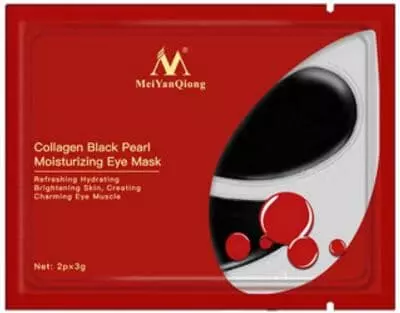 MeiYanQiong
Collagen Black Pearl
Moisturizing Eye Mask
Refreshing Hydrating
Brightening Skin, Creating
Charming Eye Muscle
Net: 2p×3g